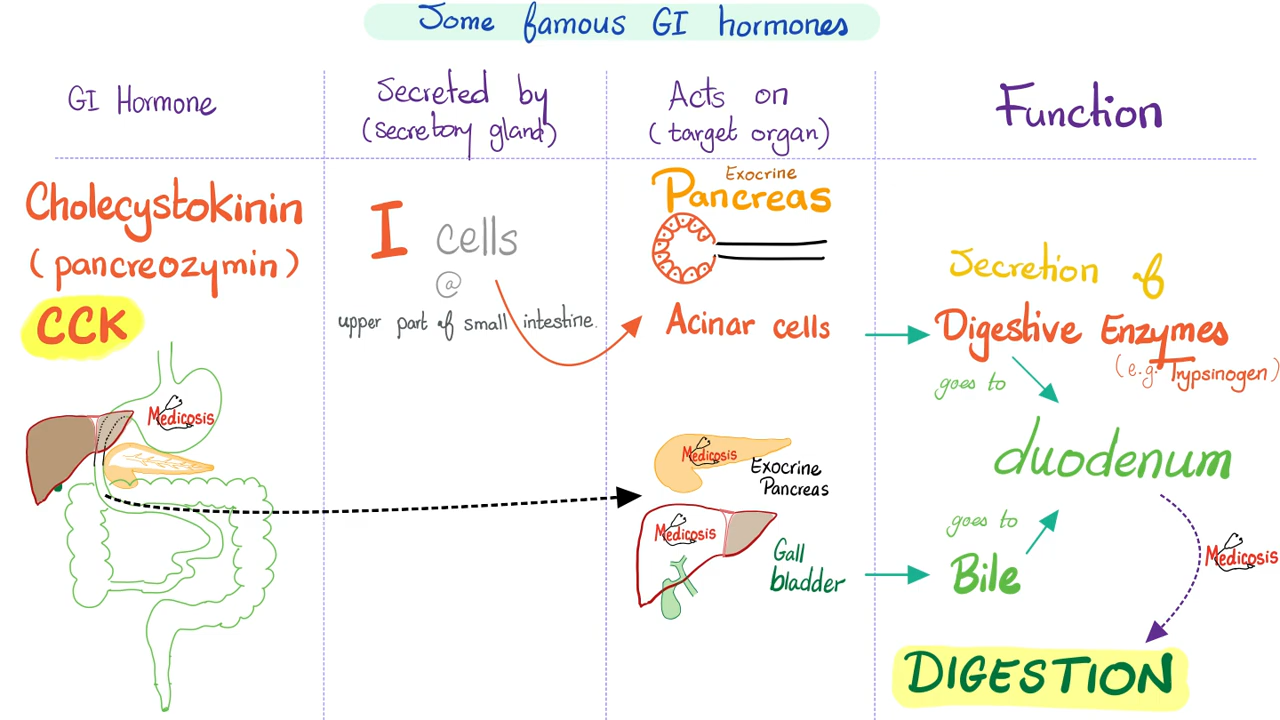 Some famous GI hormones
GI Hormone
Secreted by
(secretory gland)
Acts on
(target organ)
Function
Cholecystokinin
(pancreozymin)
CCK
I cells
@
upper part of small intestine.
Exocrine
Pancreas
Acinar cells
Secretion of
Digestive Enzymes
(e.g. Trypsinogen)
goes to
duodenum
Medicosis
Medicosis
Exocrine
Pancreas
Medicosis
Gall
bladder
goes to
Bile
Medicosis
DIGESTION